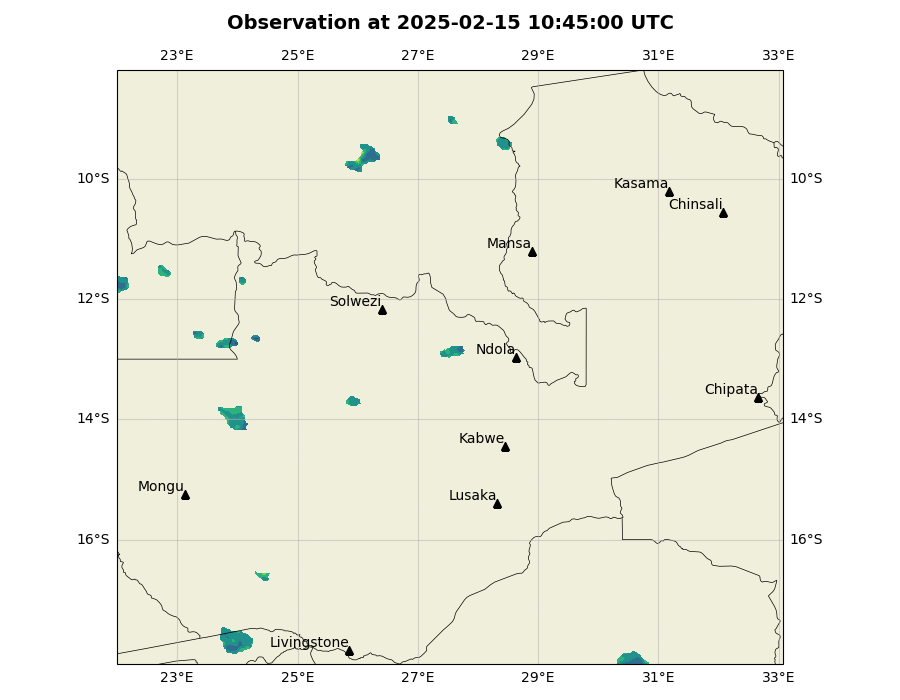 Observation at 2025-02-15 10:45:00 UTC
23°E 25°E 27°E 29°E 31°E 33°E
10°S 10°S
Kasama
Chinsali
Mansa
12°S 12°S
Solwezi
Ndola
Chipata
14°S 14°S
Kabwe
Mongu
Lusaka
16°S 16°S
Livingstone
23°E 25°E 27°E 29°E 31°E 33°E